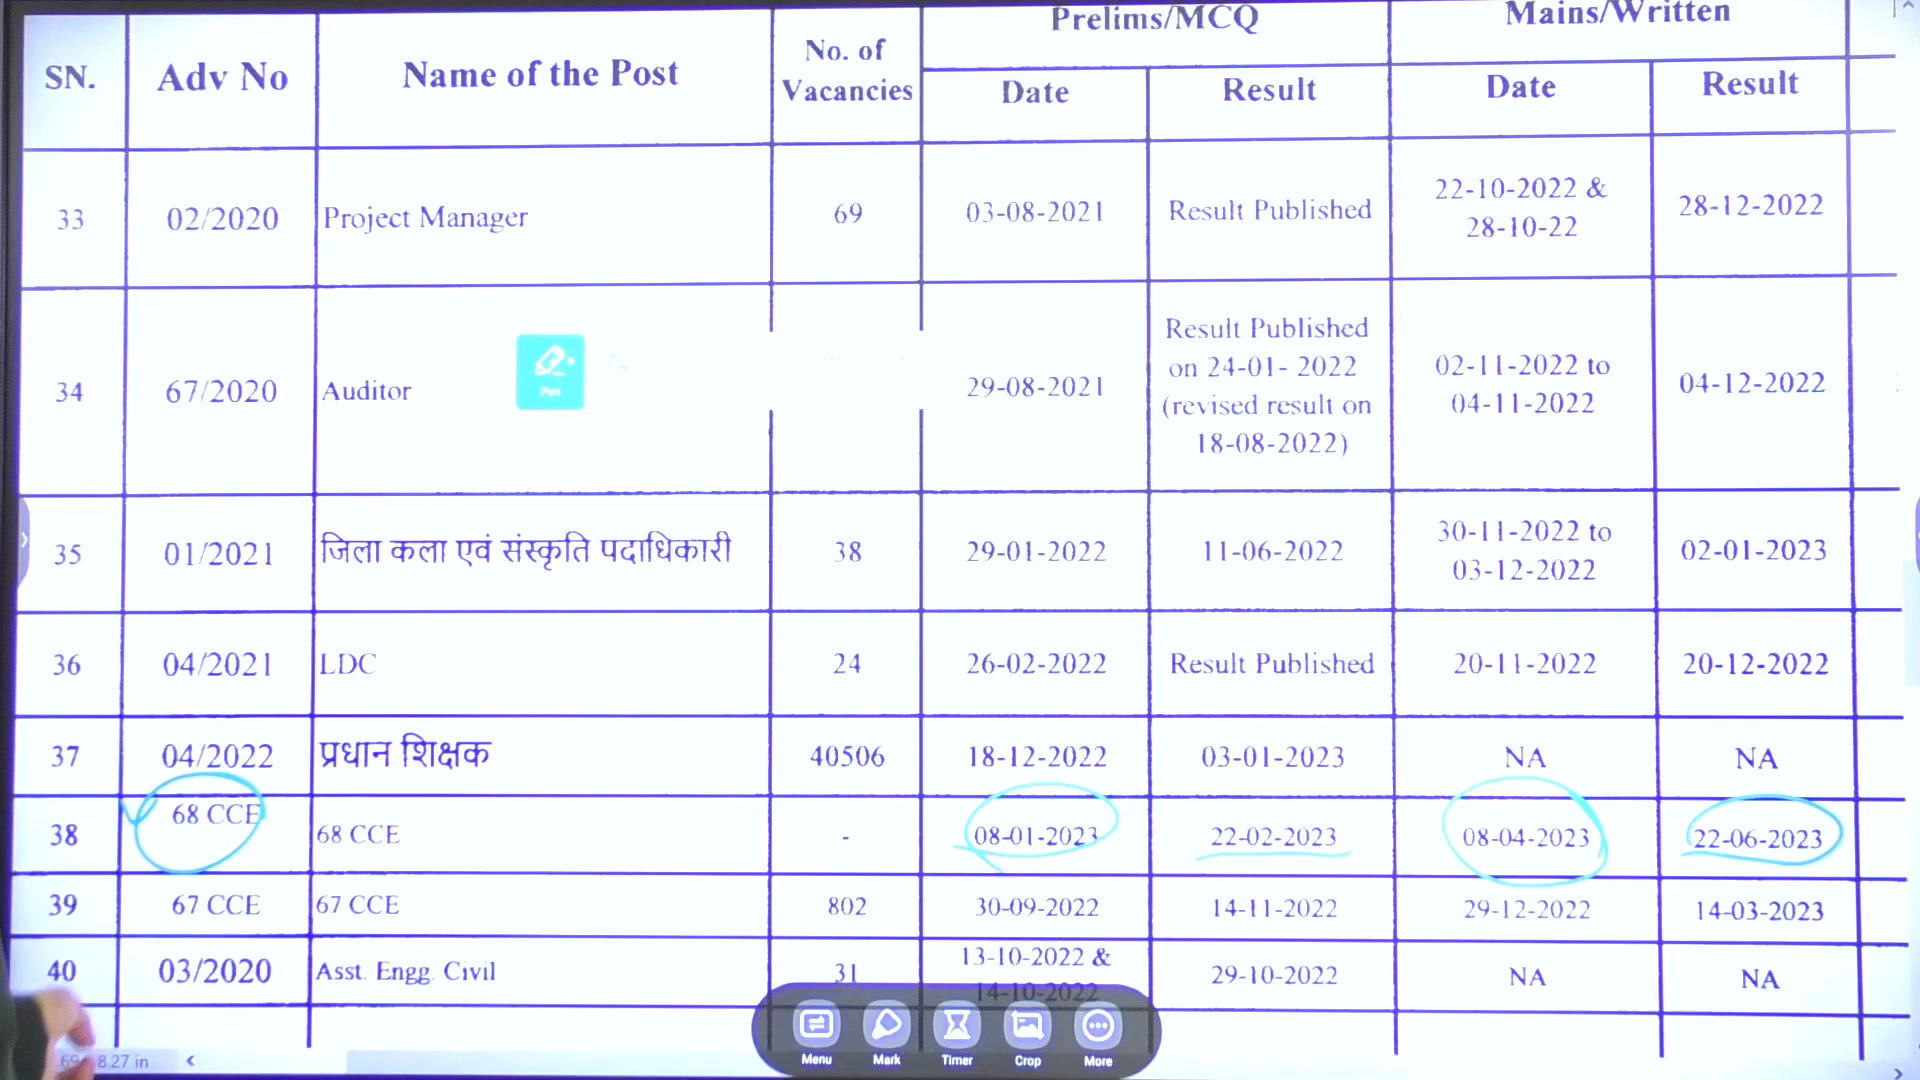 Prelims/MCQ
Mains/Written
SN.
Adv No
Name of the Post
No. of
Vacancies
Date
Result
Date
Result
33
02/2020
Project Manager
69
03-08-2021
Result Published
22-10-2022 &
28-10-22
28-12-2022
34
67/2020
Auditor
Pen
29-08-2021
Result Published
on 24-01- 2022
(revised result on
18-08-2022)
02-11-2022 to
04-11-2022
04-12-2022
35
01/2021
जिला कला एवं संस्कृति पदाधिकारी
38
29-01-2022
11-06-2022
30-11-2022 to
03-12-2022
02-01-2023
36
04/2021
LDC
24
26-02-2022
Result Published
20-11-2022
20-12-2022
37
04/2022
प्रधान शिक्षक
40506
18-12-2022
03-01-2023
NA
NA
38
68 CCE
68 CCE
-
08-01-2023
22-02-2023
08-04-2023
22-06-2023
39
67 CCE
67 CCE
802
30-09-2022
14-11-2022
29-12-2022
14-03-2023
40
03/2020
Asst. Engg. Civil
31
13-10-2022 &
14-10-2022
29-10-2022
NA
NA
Menu
Mark
Timer
Crop
More
8.27 in